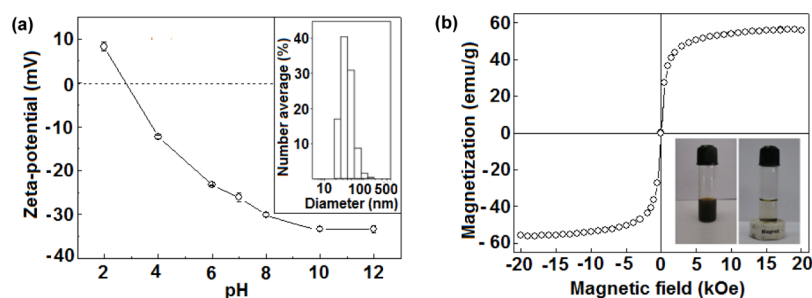 (a)
Zeta-potential (mV)
10
0
-10
-20
-30
-40
2 4 6 8 10 12
pH
Number average (%)
40
30
20
10
0
10 100 500
Diameter (nm)
(b)
Magnetization (emu/g)
60
40
20
0
-20
-40
-60
-20 -15 -10 -5 0 5 10 15 20
Magnetic field (kOe)
Magnet